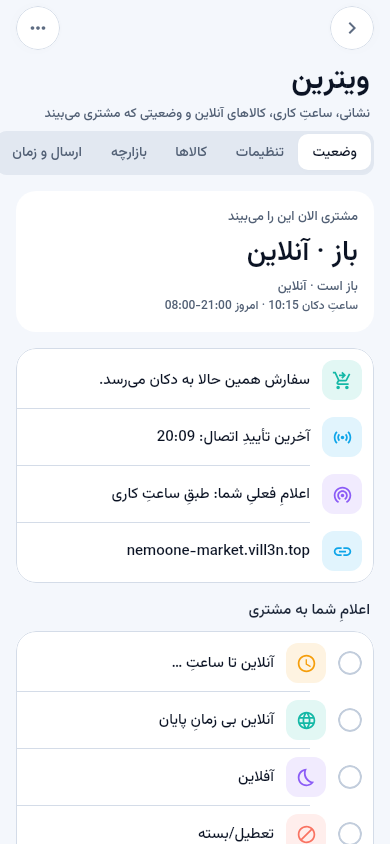 ویترین
نشانی، ساعتِ کاری، کالاهای آنلاین و وضعیتی که مشتری می‌بیند
وضعیت
تنظیمات
کالاها
بازارچه
ارسال و زمان
مشتری الان این را می‌بیند
باز · آنلاین
باز است · آنلاین
ساعتِ دکان 10:15 · امروز 21:00-08:00
سفارش همین حالا به دکان می‌رسد.
آخرین تأییدِ اتصال: 20:09
اعلامِ فعلیِ شما: طبقِ ساعتِ کاری
nemoone-market.vill3n.top
اعلامِ شما به مشتری
آنلاین تا ساعتِ ...
آنلاین بی زمانِ پایان
آفلاین
تعطیل/بسته